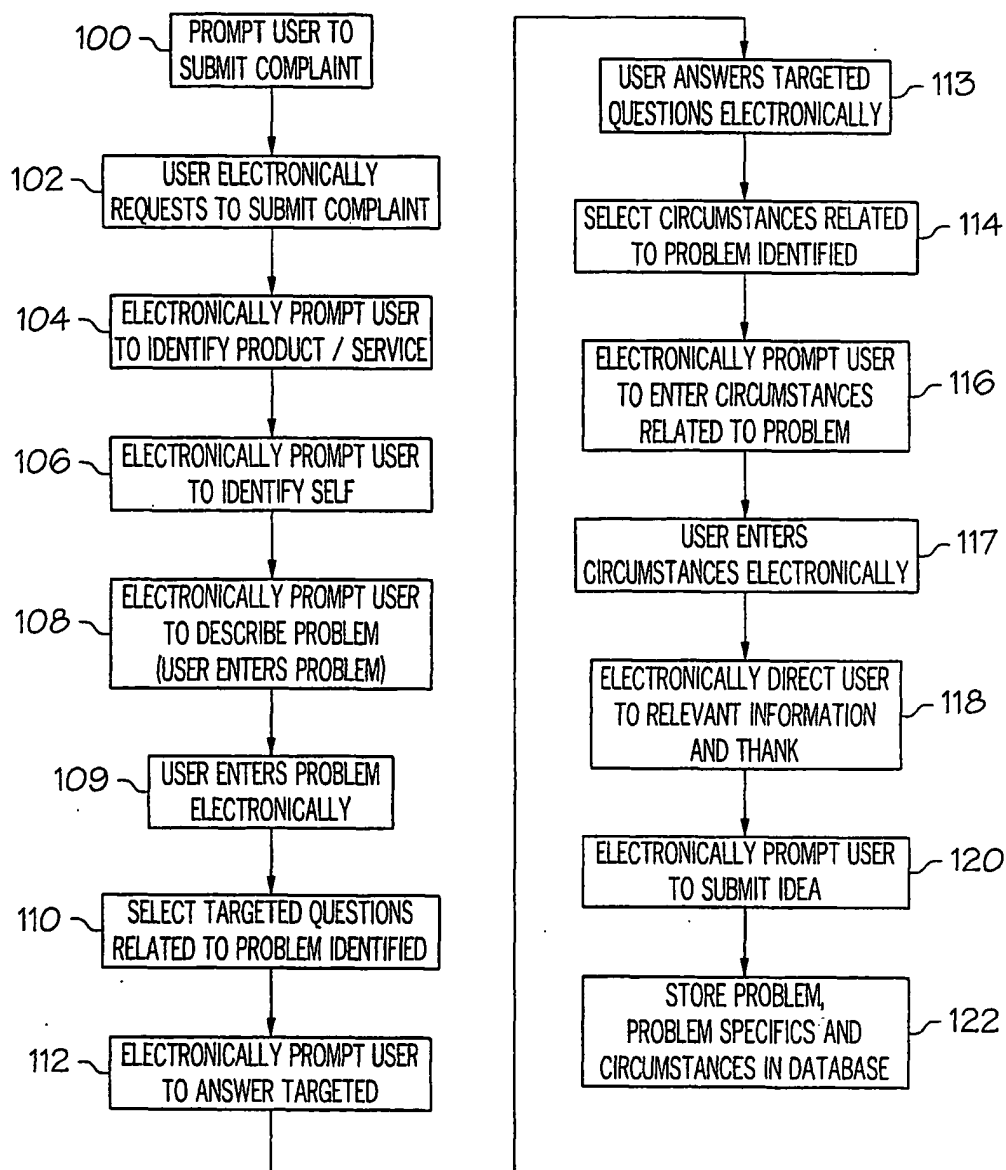 100
PROMPT USER TO
SUBMIT COMPLAINT
102
USER ELECTRONICALLY
REQUESTS TO SUBMIT COMPLAINT
104
ELECTRONICALLY PROMPT USER
TO IDENTIFY PRODUCT / SERVICE
106
ELECTRONICALLY PROMPT USER
TO IDENTIFY SELF
108
ELECTRONICALLY PROMPT USER
TO DESCRIBE PROBLEM
(USER ENTERS PROBLEM)
109
USER ENTERS PROBLEM
ELECTRONICALLY
110
SELECT TARGETED QUESTIONS
RELATED TO PROBLEM IDENTIFIED
112
ELECTRONICALLY PROMPT USER
TO ANSWER TARGETED
USER ANSWERS TARGETED
QUESTIONS ELECTRONICALLY
113
SELECT CIRCUMSTANCES RELATED
TO PROBLEM IDENTIFIED
114
ELECTRONICALLY PROMPT USER
TO ENTER CIRCUMSTANCES
RELATED TO PROBLEM
116
USER ENTERS
CIRCUMSTANCES ELECTRONICALLY
117
ELECTRONICALLY DIRECT USER
TO RELEVANT INFORMATION
AND THANK
118
ELECTRONICALLY PROMPT USER
TO SUBMIT IDEA
120
STORE PROBLEM,
PROBLEM SPECIFICS AND
CIRCUMSTANCES IN DATABASE
122